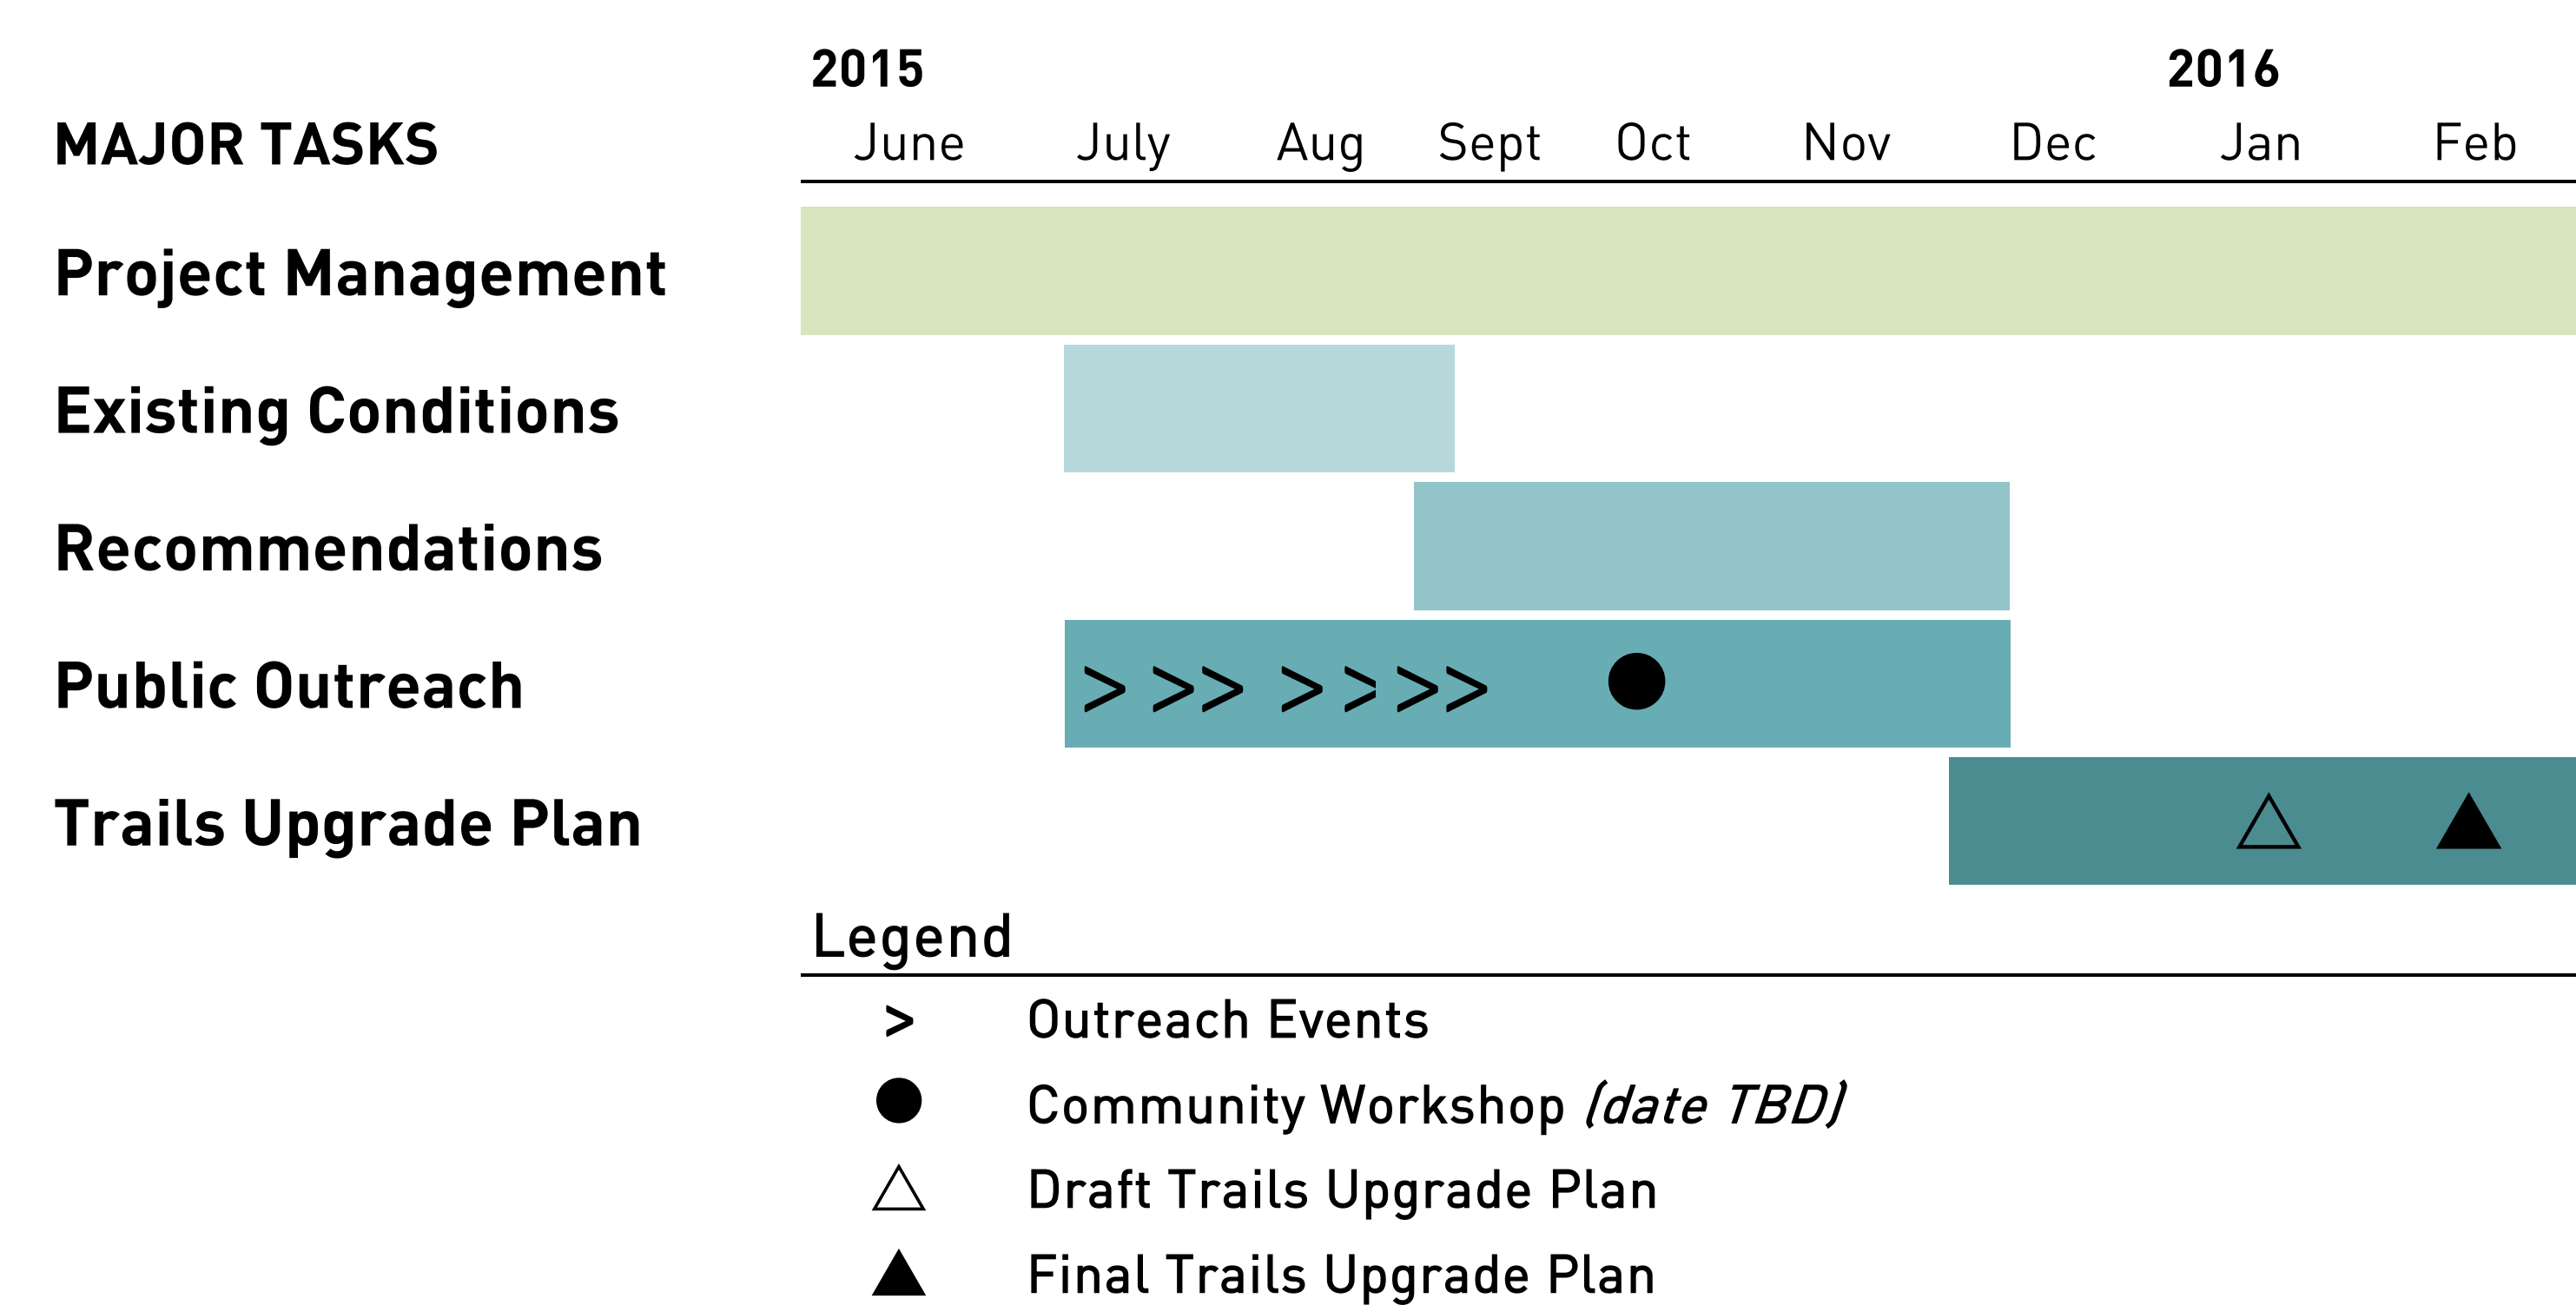 2015 2016
MAJOR TASKS June July Aug Sept Oct Nov Dec Jan Feb
Project Management
Existing Conditions
Recommendations
Public Outreach > >> > > >>
Trails Upgrade Plan
Legend
> Outreach Events
Community Workshop (date TBD)
Draft Trails Upgrade Plan
Final Trails Upgrade Plan